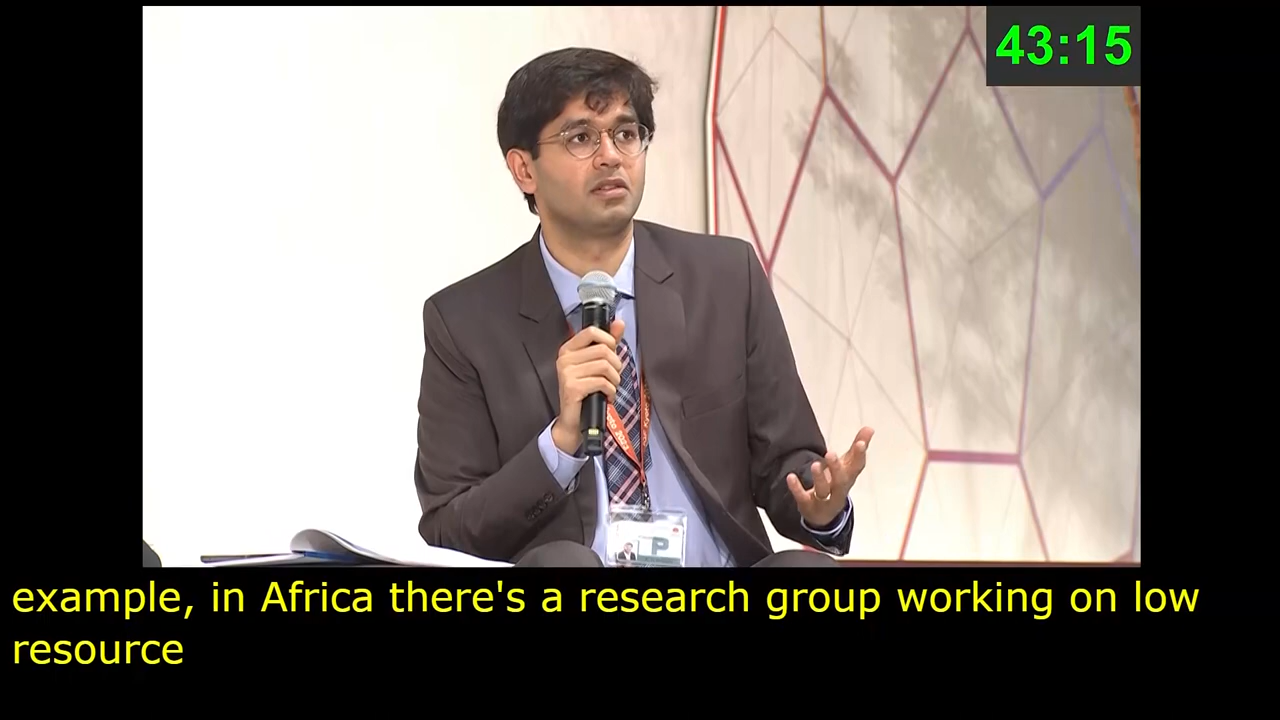 43:15
P
example, in Africa there's a research group working on low
resource